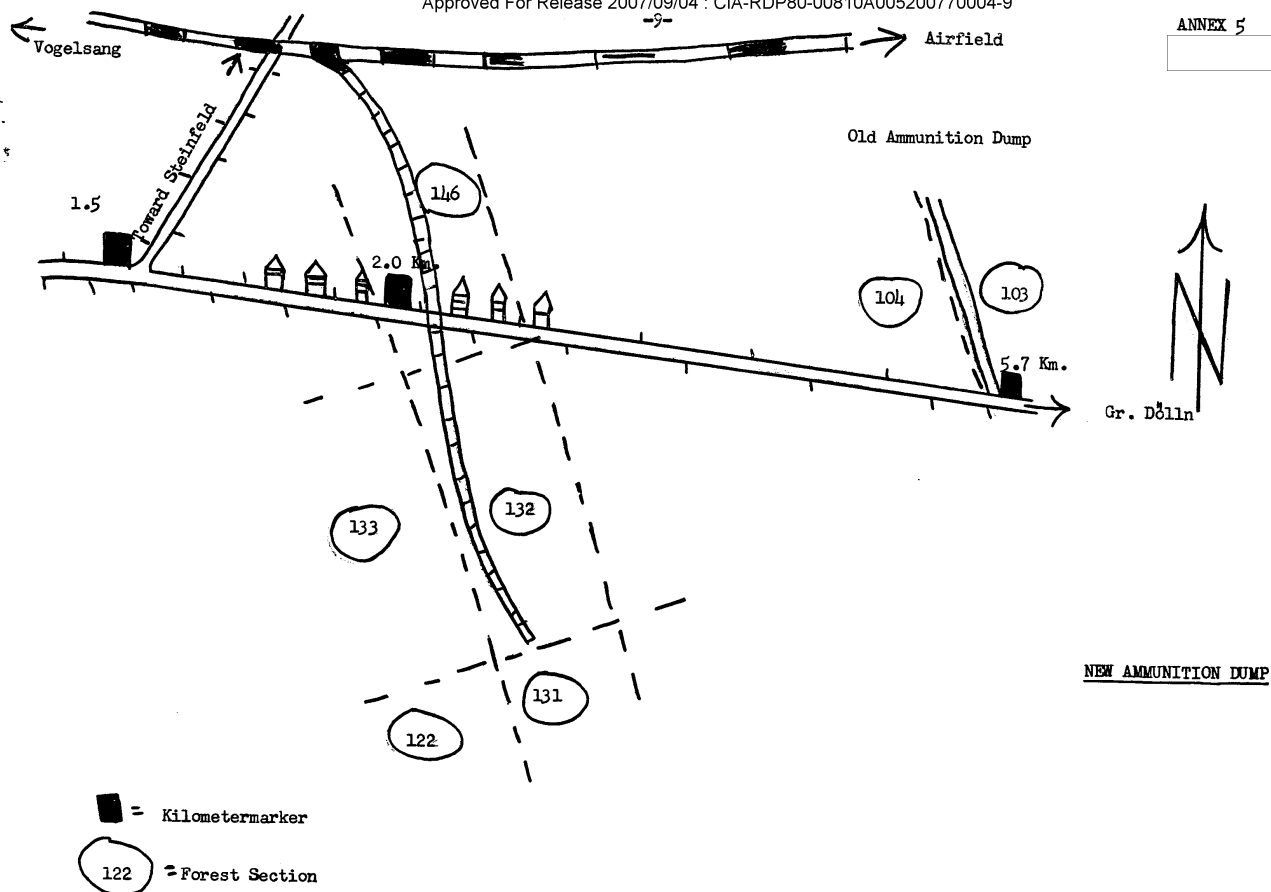 Approved For Release 2007/09/04 : CIA-RDP80-00810A005200770004-9
-9-
ANNEX 5
Vogelsang
Airfield
Toward Steinfeld
Old Ammunition Dump
146
1.5
2.0 Km.
104
103
5.7 Km.
N
Gr. Dölln
133
132
NEW AMMUNITION DUMP
131
122
= Kilometermarker
122 = Forest Section